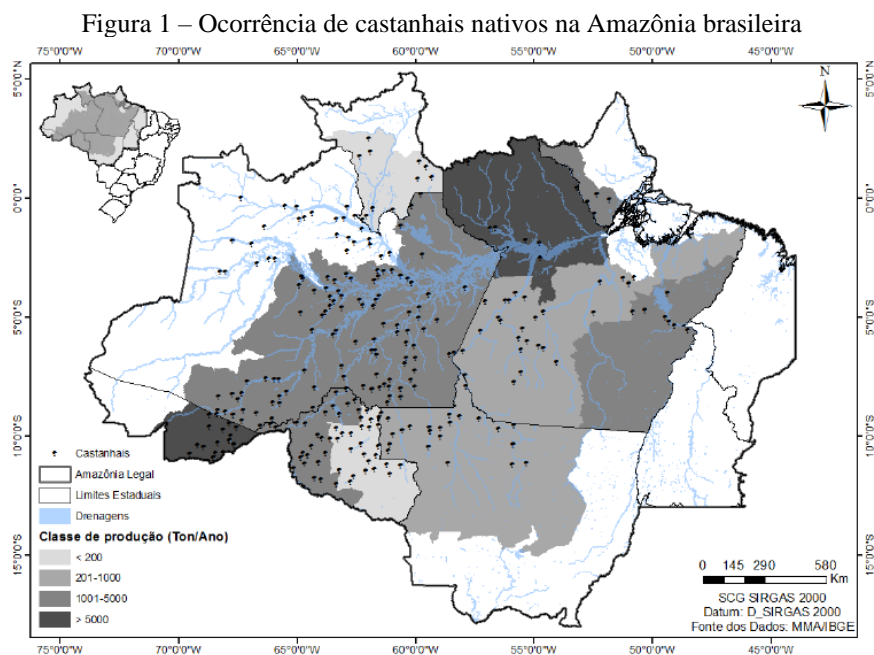 Figura 1 – Ocorrência de castanhais nativos na Amazônia brasileira
75°0'0"W 70°0'0"W 65°0'0"W 60°0'0"W 55°0'0"W 50°0'0"W 45°0'0"W
N
5°0'0"N
5°0'0"N
0°0'0"
0°0'0"
5°0'0"S
5°0'0"S
10°0'0"S
10°0'0"S
15°0'0"S
15°0'0"S
Castanhais
Amazônia Legal
Limites Estaduais
Drenagens
Classe de produção (Ton/Ano)
< 200
201-1000
1001-5000
> 5000
0 145 290 580
Km
SCG SIRGAS 2000
Datum: D_SIRGAS 2000
Fonte dos Dados: MMA/IBGE
75°0'0"W 70°0'0"W 65°0'0"W 60°0'0"W 55°0'0"W 50°0'0"W 45°0'0"W